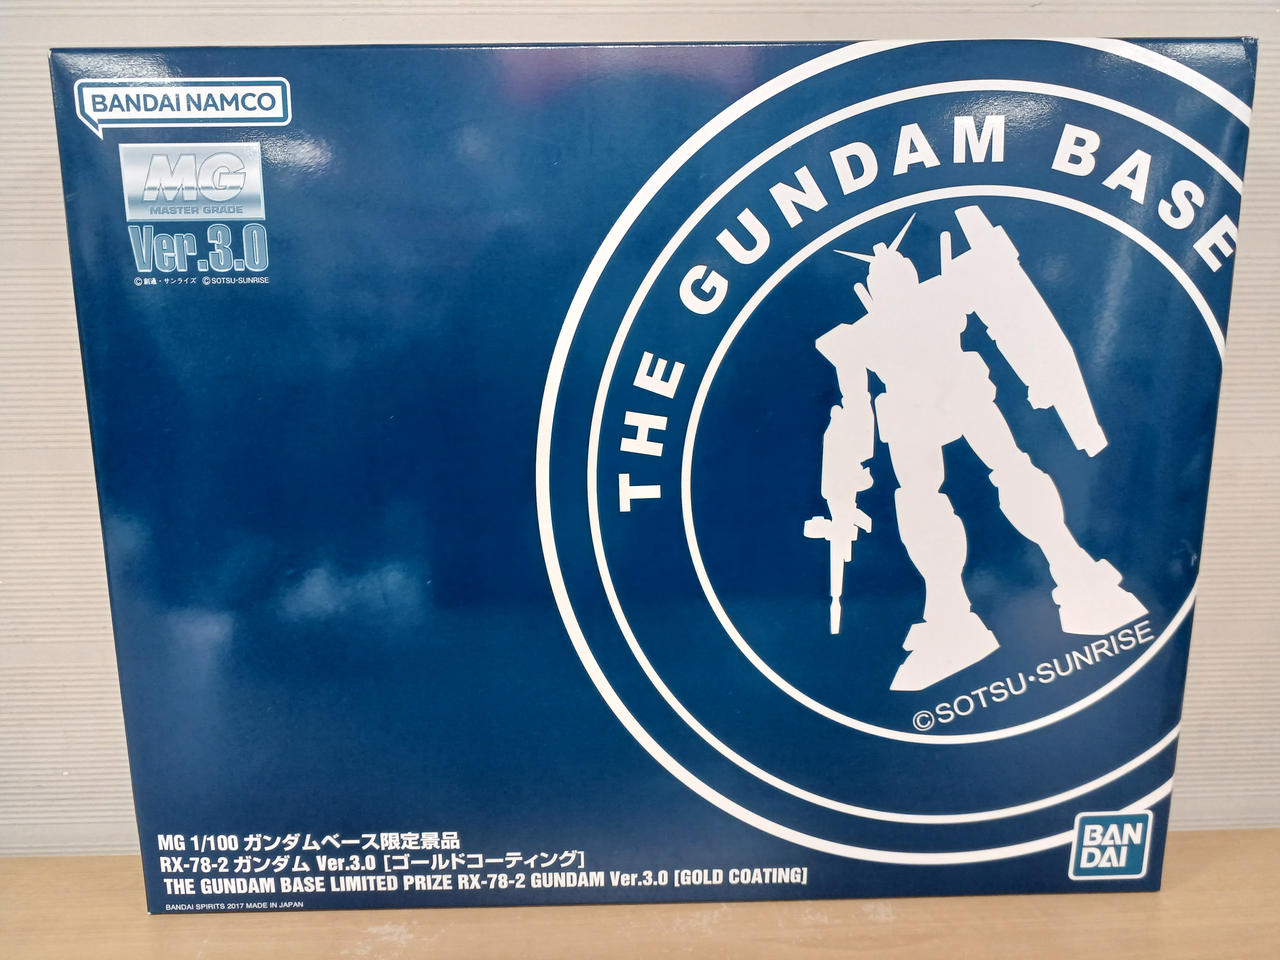 BANDAI NAMCO
MG
MASTER GRADE
Ver.3.0
©創通・サンライズ ©SOTSU・SUNRISE
THE GUNDAM BASE
©SOTSU・SUNRISE
MG 1/100 ガンダムベース限定景品
RX-78-2 ガンダム Ver.3.0 [ゴールドコーティング]
THE GUNDAM BASE LIMITED PRIZE RX-78-2 GUNDAM Ver.3.0 [GOLD COATING]
BANDAI SPIRITS 2017 MADE IN JAPAN
BAN
DAI